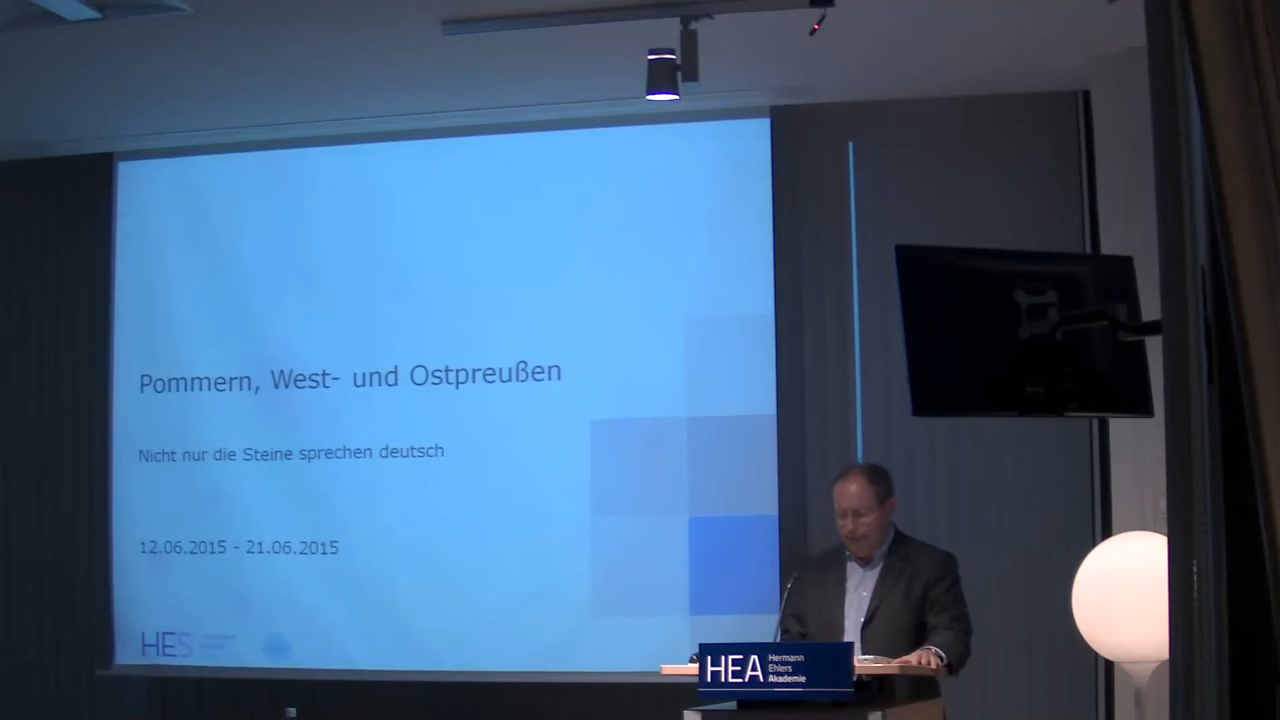 Pommern, West- und Ostpreußen
Nicht nur die Steine sprechen deutsch
12.06.2015 - 21.06.2015
HES
HEA
Hermann
Ehlers
Akademie